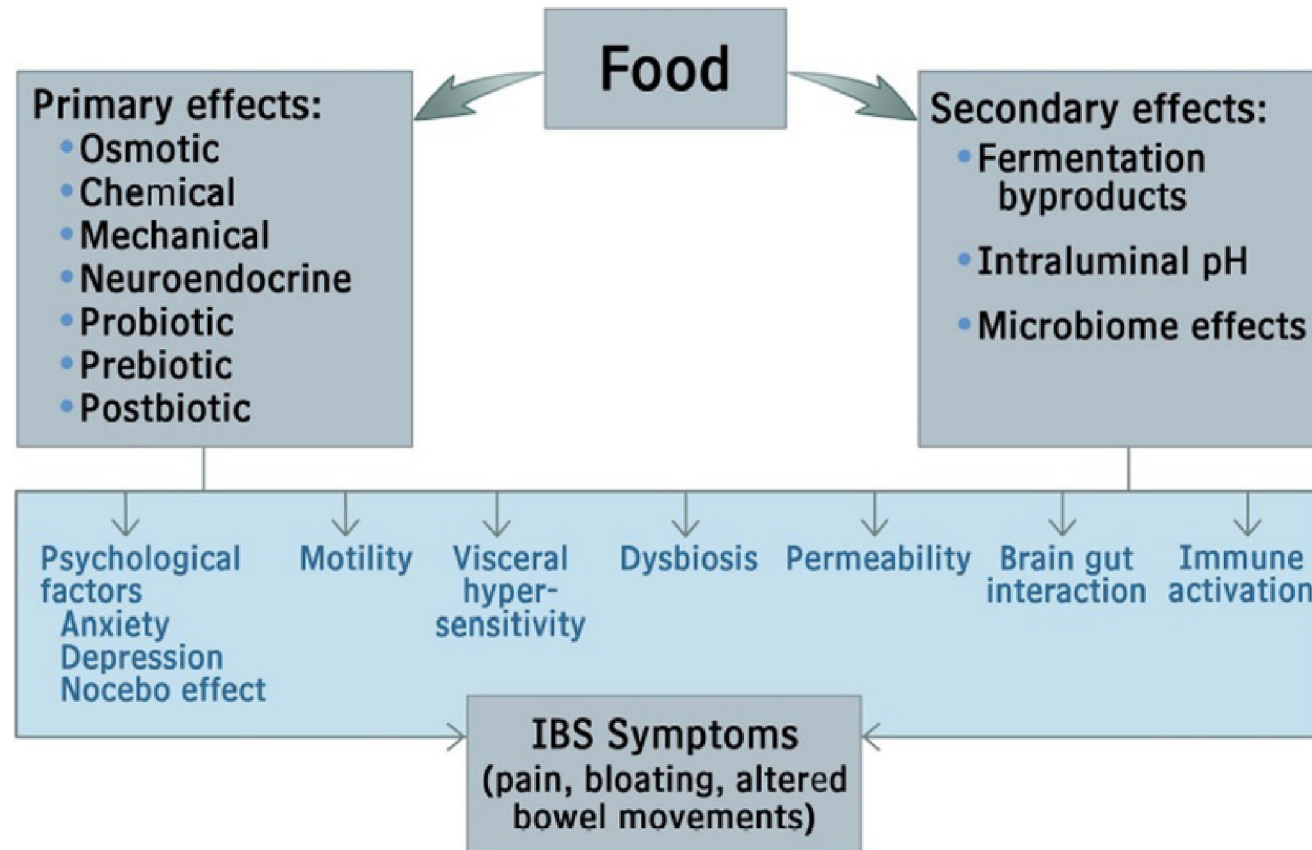 Food
Primary effects:
• Osmotic
• Chemical
• Mechanical
• Neuroendocrine
• Probiotic
• Prebiotic
• Postbiotic
Secondary effects:
• Fermentation
byproducts
• Intraluminal pH
• Microbiome effects
Psychological
factors
Anxiety
Depression
Nocebo effect
Motility
Visceral
hyper-
sensitivity
Dysbiosis
Permeability
Brain gut
interaction
Immune
activation
IBS Symptoms
(pain, bloating, altered
bowel movements)